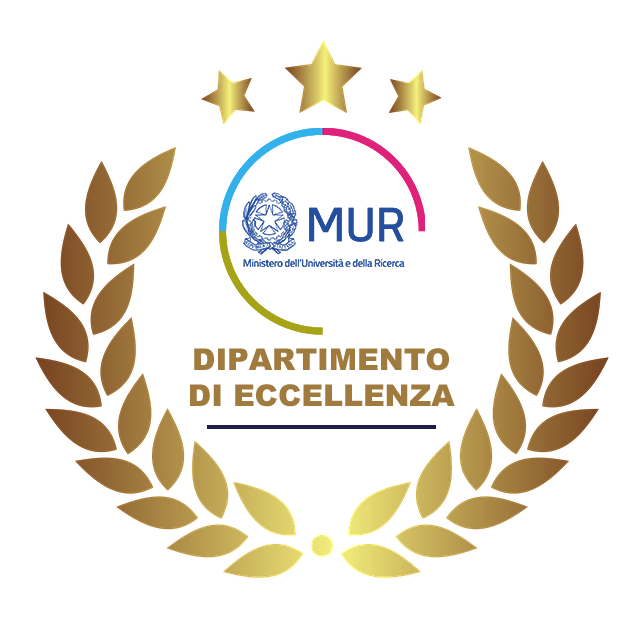 MUR
Ministero dell'Università e della Ricerca
DIPARTIMENTO
DI ECCELLENZA